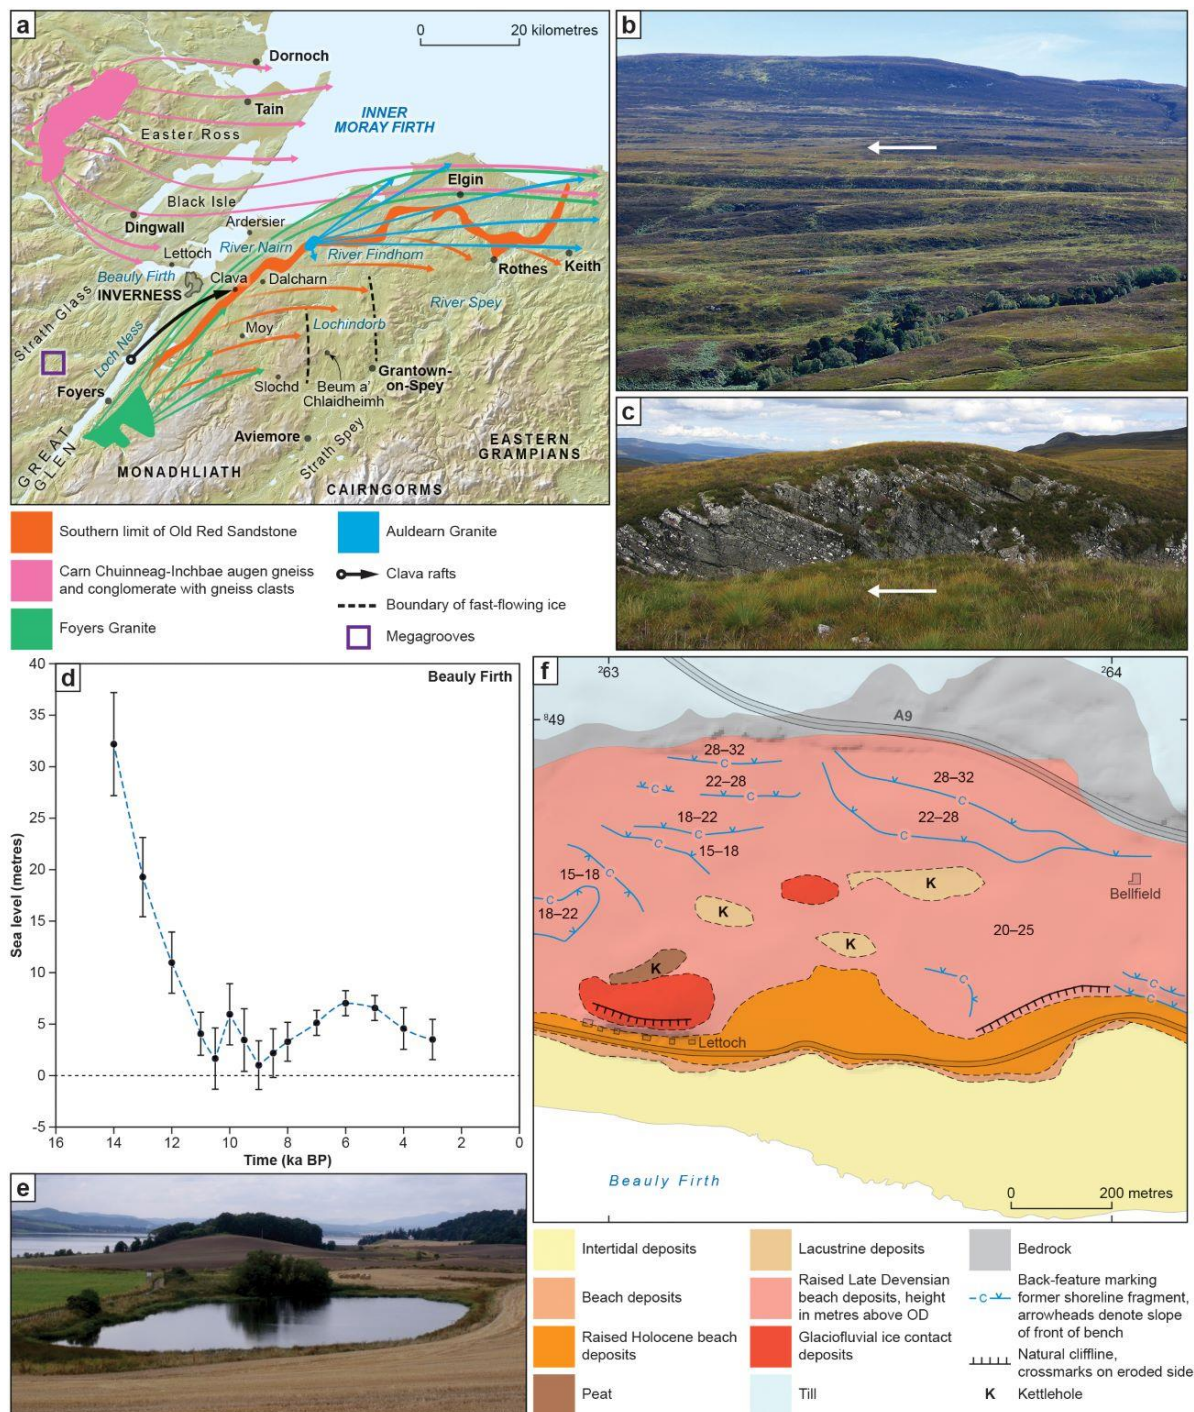 a
0 20 kilometres
Dornoch
Tain
INNER
MORAY FIRTH
Easter Ross
Elgin
Black Isle
Dingwall
Ardersier
Lettoch
River Nairn
River Findhorn
Beauly Firth
Clava
INVERNESS
Dalcharn
Rothes
Keith
Strath Glass
River Spey
Loch Ness
Moy
Lochindorb
Foyers
Slochd
Beum a'
Chlaidheimh
Grantown-
on-Spey
GREAT
GLEN
Aviemore
Strath Spey
EASTERN
GRAMPIANS
MONADHLIATH
CAIRNGORMS
Southern limit of Old Red Sandstone
Carn Chuinneag-Inchbae augen gneiss
and conglomerate with gneiss clasts
Foyers Granite
Auldearn Granite
Clava rafts
Boundary of fast-flowing ice
Megagrooves
b
c
d
Beauly Firth
Sea level (metres)
40
35
30
25
20
15
10
5
0
-5
16 14 12 10 8 6 4 2 0
Time (ka BP)
e
f
²63
²64
⁸49
A9
28–32
C
22–28
C
C
28–32
C
18–22
C
22–28
C
15–18
C
15–18
C
C
18–22
K
K
Bellfield
K
20–25
K
C
C
C
Lettoch
Beauly Firth
0 200 metres
Intertidal deposits
Beach deposits
Raised Holocene beach
deposits
Peat
Lacustrine deposits
Raised Late Devensian
beach deposits, height
in metres above OD
Glaciofluvial ice contact
deposits
Till
Bedrock
C
Back-feature marking
former shoreline fragment,
arrowheads denote slope
of front of bench
Natural cliffline,
crossmarks on eroded side
K Kettlehole